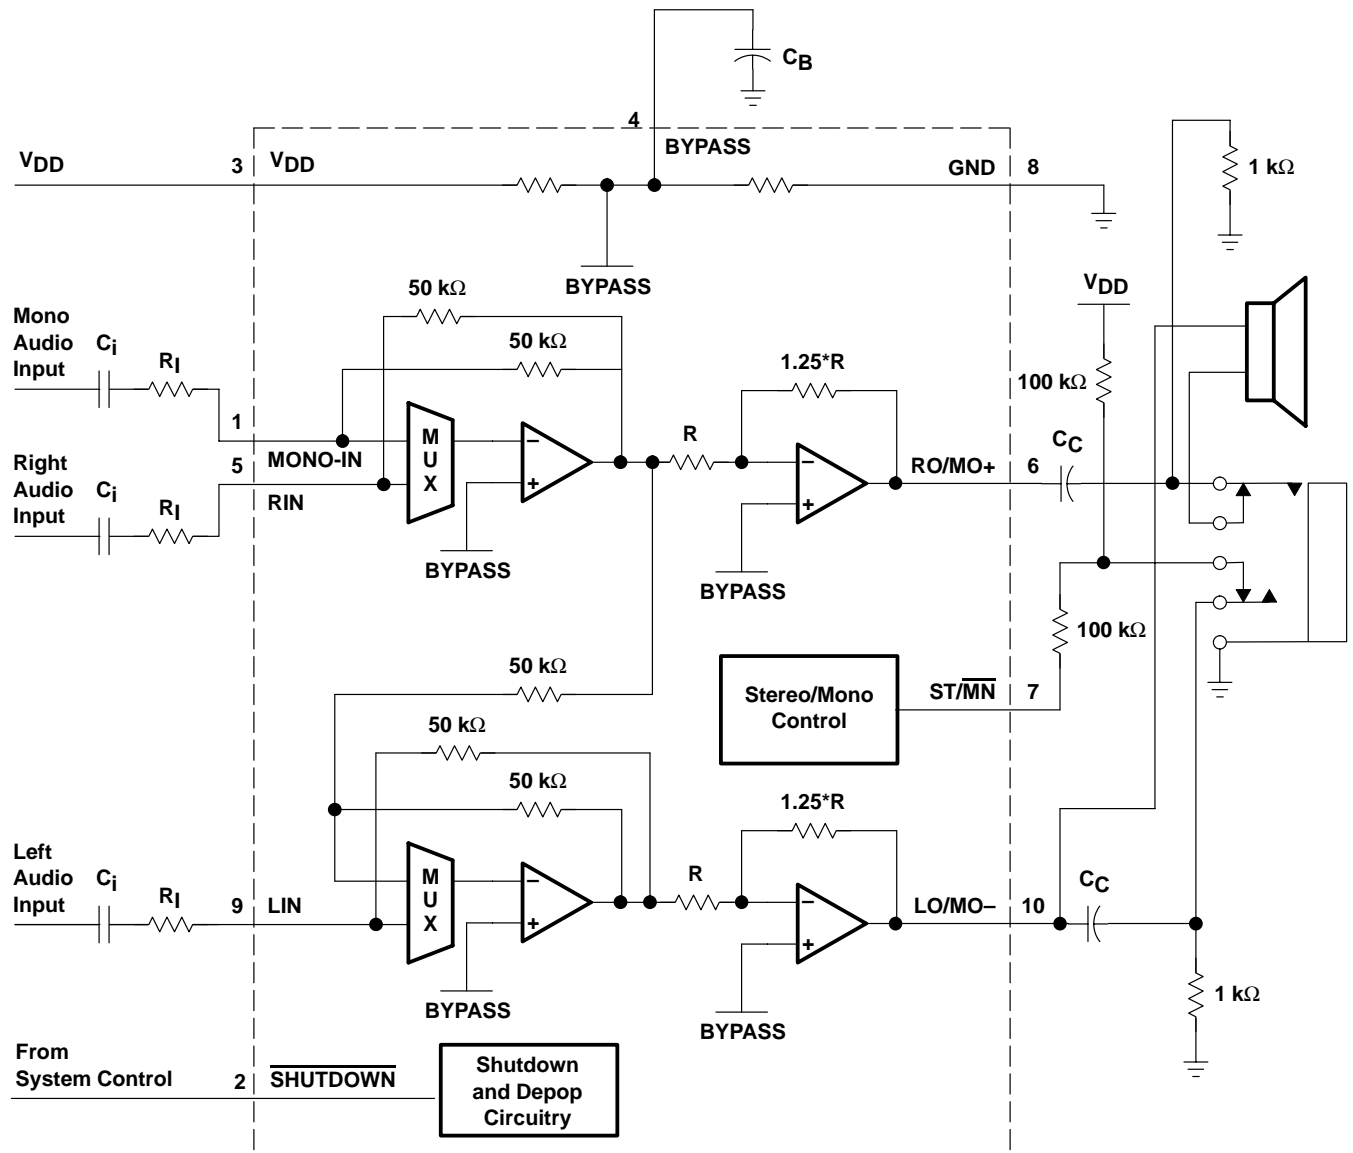 CB
4
BYPASS
VDD
3
VDD
GND
8
1 kΩ
BYPASS
VDD
50 kΩ
Mono
Audio
Input
Ci
RI
50 kΩ
1.25*R
100 kΩ
1
MONO-IN
M
U
X
–
+
R
–
+
RO/MO+
6
CC
Right
Audio
Input
Ci
RI
5
RIN
BYPASS
BYPASS
100 kΩ
50 kΩ
Stereo/Mono
Control
ST/MN
7
50 kΩ
50 kΩ
1.25*R
Left
Audio
Input
Ci
RI
9
LIN
M
U
X
–
+
R
–
+
LO/MO–
10
CC
BYPASS
BYPASS
1 kΩ
From
System Control
2
SHUTDOWN
Shutdown
and Depop
Circuitry